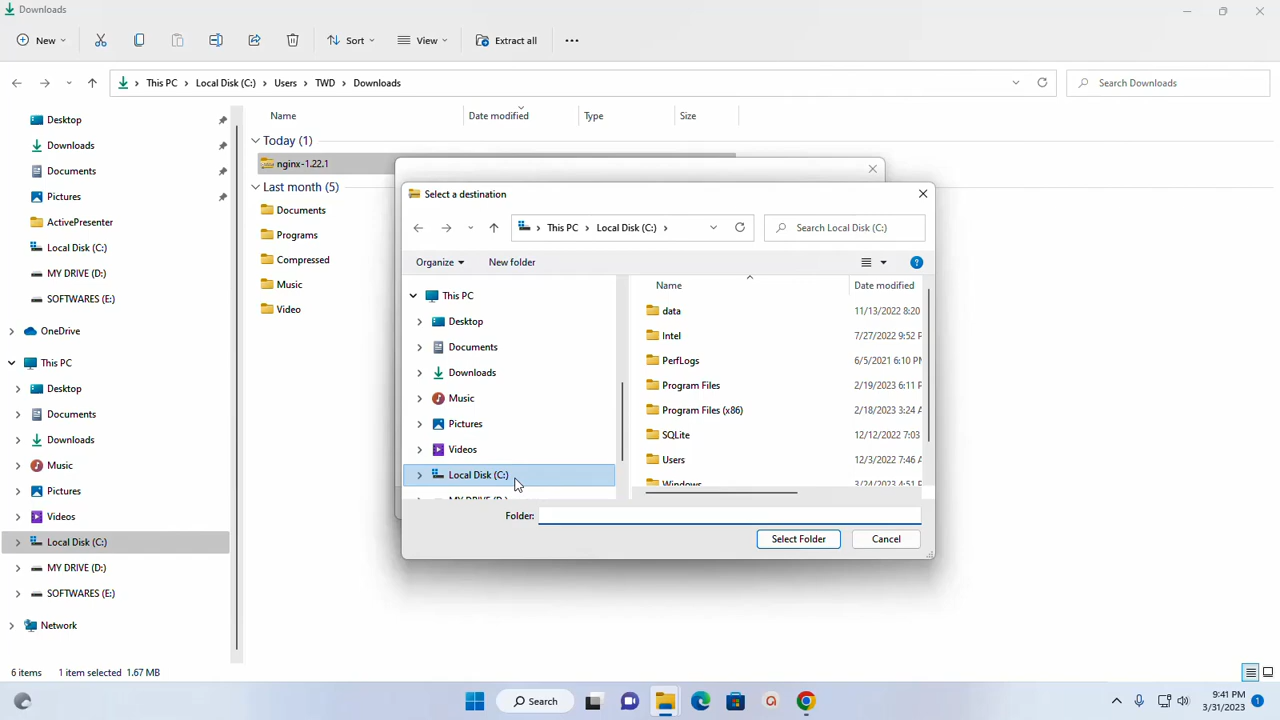 Downloads
New
Sort
View
Extract all
This PC > Local Disk (C:) > Users > TWD > Downloads
Search Downloads
Desktop
Downloads
Documents
Pictures
ActivePresenter
Local Disk (C:)
MY DRIVE (D:)
SOFTWARES (E:)
OneDrive
This PC
Desktop
Documents
Downloads
Music
Pictures
Videos
Local Disk (C:)
MY DRIVE (D:)
SOFTWARES (E:)
Network
Name
Date modified
Type
Size
Today (1)
nginx-1.22.1
Last month (5)
Documents
Programs
Compressed
Music
Video
Select a destination
This PC > Local Disk (C:) >
Search Local Disk (C:)
Organize
New folder
This PC
Desktop
Documents
Downloads
Music
Pictures
Videos
Local Disk (C:)
MY DRIVE (D:)
Name
Date modified
data 11/13/2022 8:20
Intel 7/27/2022 9:52 P
PerfLogs 6/5/2021 6:10 PM
Program Files 2/19/2023 6:11 P
Program Files (x86) 2/18/2023 3:24 A
SQLite 12/12/2022 7:03
Users 12/3/2022 7:46 A
Windows 3/24/2023 4:51 P
Folder:
Select Folder
Cancel
6 items
1 item selected 1.67 MB
Search
9:41 PM
3/31/2023
1